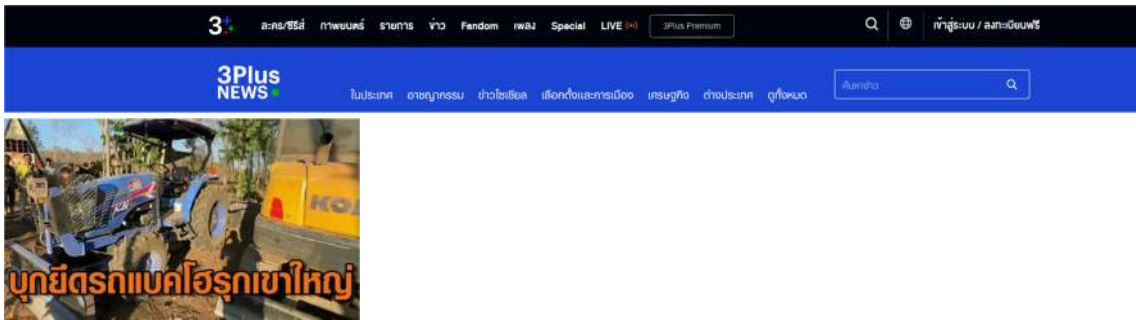 3+ ละคร/ซีรีส์ ภาพยนตร์ รายการ ข่าว Fandom เพลง Special LIVE 3Plus Premium เข้าสู่ระบบ / ลงทะเบียนฟรี
3Plus
NEWS ในประเทศ อาชญากรรม ข่าวโซเชียล เลือกตั้งและการเมือง เศรษฐกิจ ต่างประเทศ ดูทั้งหมด ค้นหาข่าว
KO
บุกยึดรถแบคโฮรุกเขาใหญ่